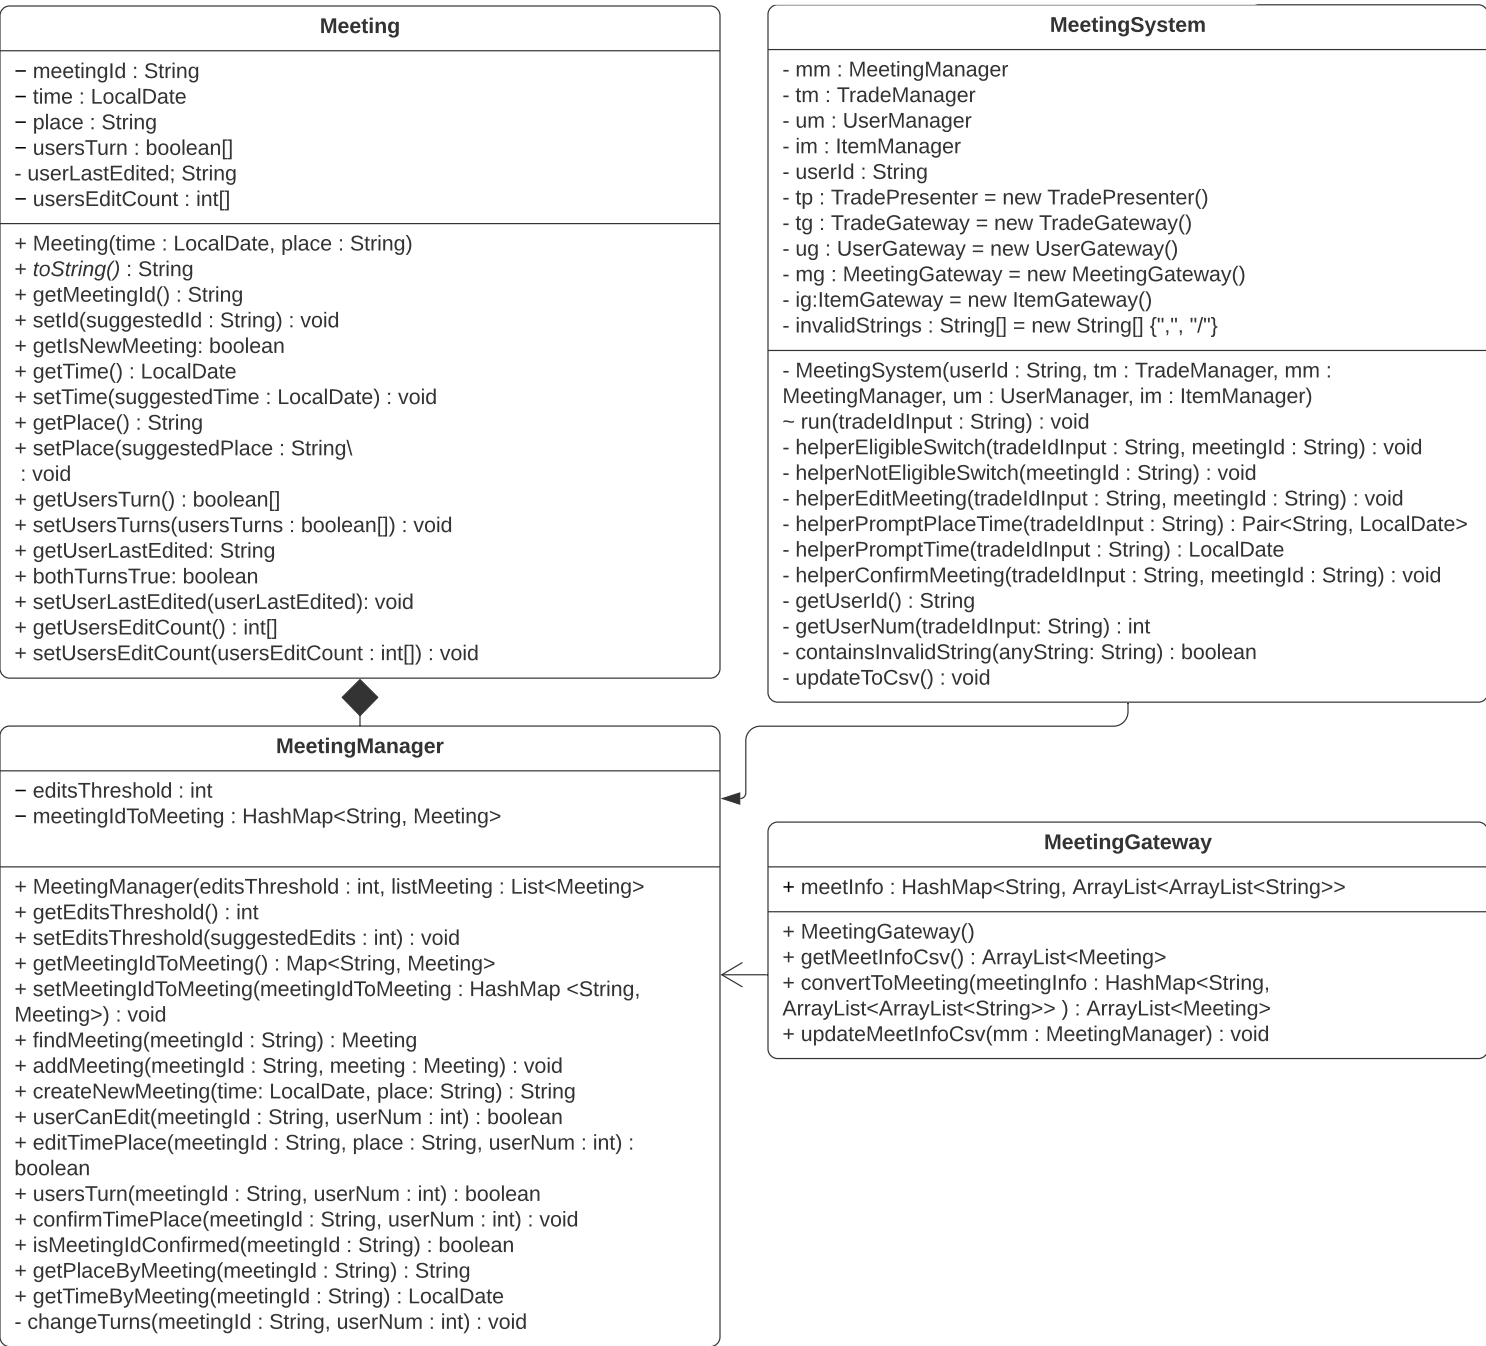 Meeting
− meetingId : String
− time : LocalDate
− place : String
− usersTurn : boolean[]
- userLastEdited; String
− usersEditCount : int[]
+ Meeting(time : LocalDate, place : String)
+ toString() : String
+ getMeetingId() : String
+ setId(suggestedId : String) : void
+ getIsNewMeeting: boolean
+ getTime() : LocalDate
+ setTime(suggestedTime : LocalDate) : void
+ getPlace() : String
+ setPlace(suggestedPlace : String\
: void
+ getUsersTurn() : boolean[]
+ setUsersTurns(usersTurns : boolean[]) : void
+ getUserLastEdited: String
+ bothTurnsTrue: boolean
+ setUserLastEdited(userLastEdited): void
+ getUsersEditCount() : int[]
+ setUsersEditCount(usersEditCount : int[]) : void
MeetingSystem
- mm : MeetingManager
- tm : TradeManager
- um : UserManager
- im : ItemManager
- userId : String
- tp : TradePresenter = new TradePresenter()
- tg : TradeGateway = new TradeGateway()
- ug : UserGateway = new UserGateway()
- mg : MeetingGateway = new MeetingGateway()
- ig:ItemGateway = new ItemGateway()
- invalidStrings : String[] = new String[] {",", "/"}
- MeetingSystem(userId : String, tm : TradeManager, mm :
MeetingManager, um : UserManager, im : ItemManager)
~ run(tradeIdInput : String) : void
- helperEligibleSwitch(tradeIdInput : String, meetingId : String) : void
- helperNotEligibleSwitch(meetingId : String) : void
- helperEditMeeting(tradeIdInput : String, meetingId : String) : void
- helperPromptPlaceTime(tradeIdInput : String) : Pair<String, LocalDate>
- helperPromptTime(tradeIdInput : String) : LocalDate
- helperConfirmMeeting(tradeIdInput : String, meetingId : String) : void
- getUserId() : String
- getUserNum(tradeIdInput: String) : int
- containsInvalidString(anyString: String) : boolean
- updateToCsv() : void
MeetingManager
− editsThreshold : int
− meetingIdToMeeting : HashMap<String, Meeting>
+ MeetingManager(editsThreshold : int, listMeeting : List<Meeting>
+ getEditsThreshold() : int
+ setEditsThreshold(suggestedEdits : int) : void
+ getMeetingIdToMeeting() : Map<String, Meeting>
+ setMeetingIdToMeeting(meetingIdToMeeting : HashMap <String,
Meeting>) : void
+ findMeeting(meetingId : String) : Meeting
+ addMeeting(meetingId : String, meeting : Meeting) : void
+ createNewMeeting(time: LocalDate, place: String) : String
+ userCanEdit(meetingId : String, userNum : int) : boolean
+ editTimePlace(meetingId : String, place : String, userNum : int) :
boolean
+ usersTurn(meetingId : String, userNum : int) : boolean
+ confirmTimePlace(meetingId : String, userNum : int) : void
+ isMeetingIdConfirmed(meetingId : String) : boolean
+ getPlaceByMeeting(meetingId : String) : String
+ getTimeByMeeting(meetingId : String) : LocalDate
- changeTurns(meetingId : String, userNum : int) : void
MeetingGateway
+ meetInfo : HashMap<String, ArrayList<ArrayList<String>>
+ MeetingGateway()
+ getMeetInfoCsv() : ArrayList<Meeting>
+ convertToMeeting(meetingInfo : HashMap<String,
ArrayList<ArrayList<String>> ) : ArrayList<Meeting>
+ updateMeetInfoCsv(mm : MeetingManager) : void